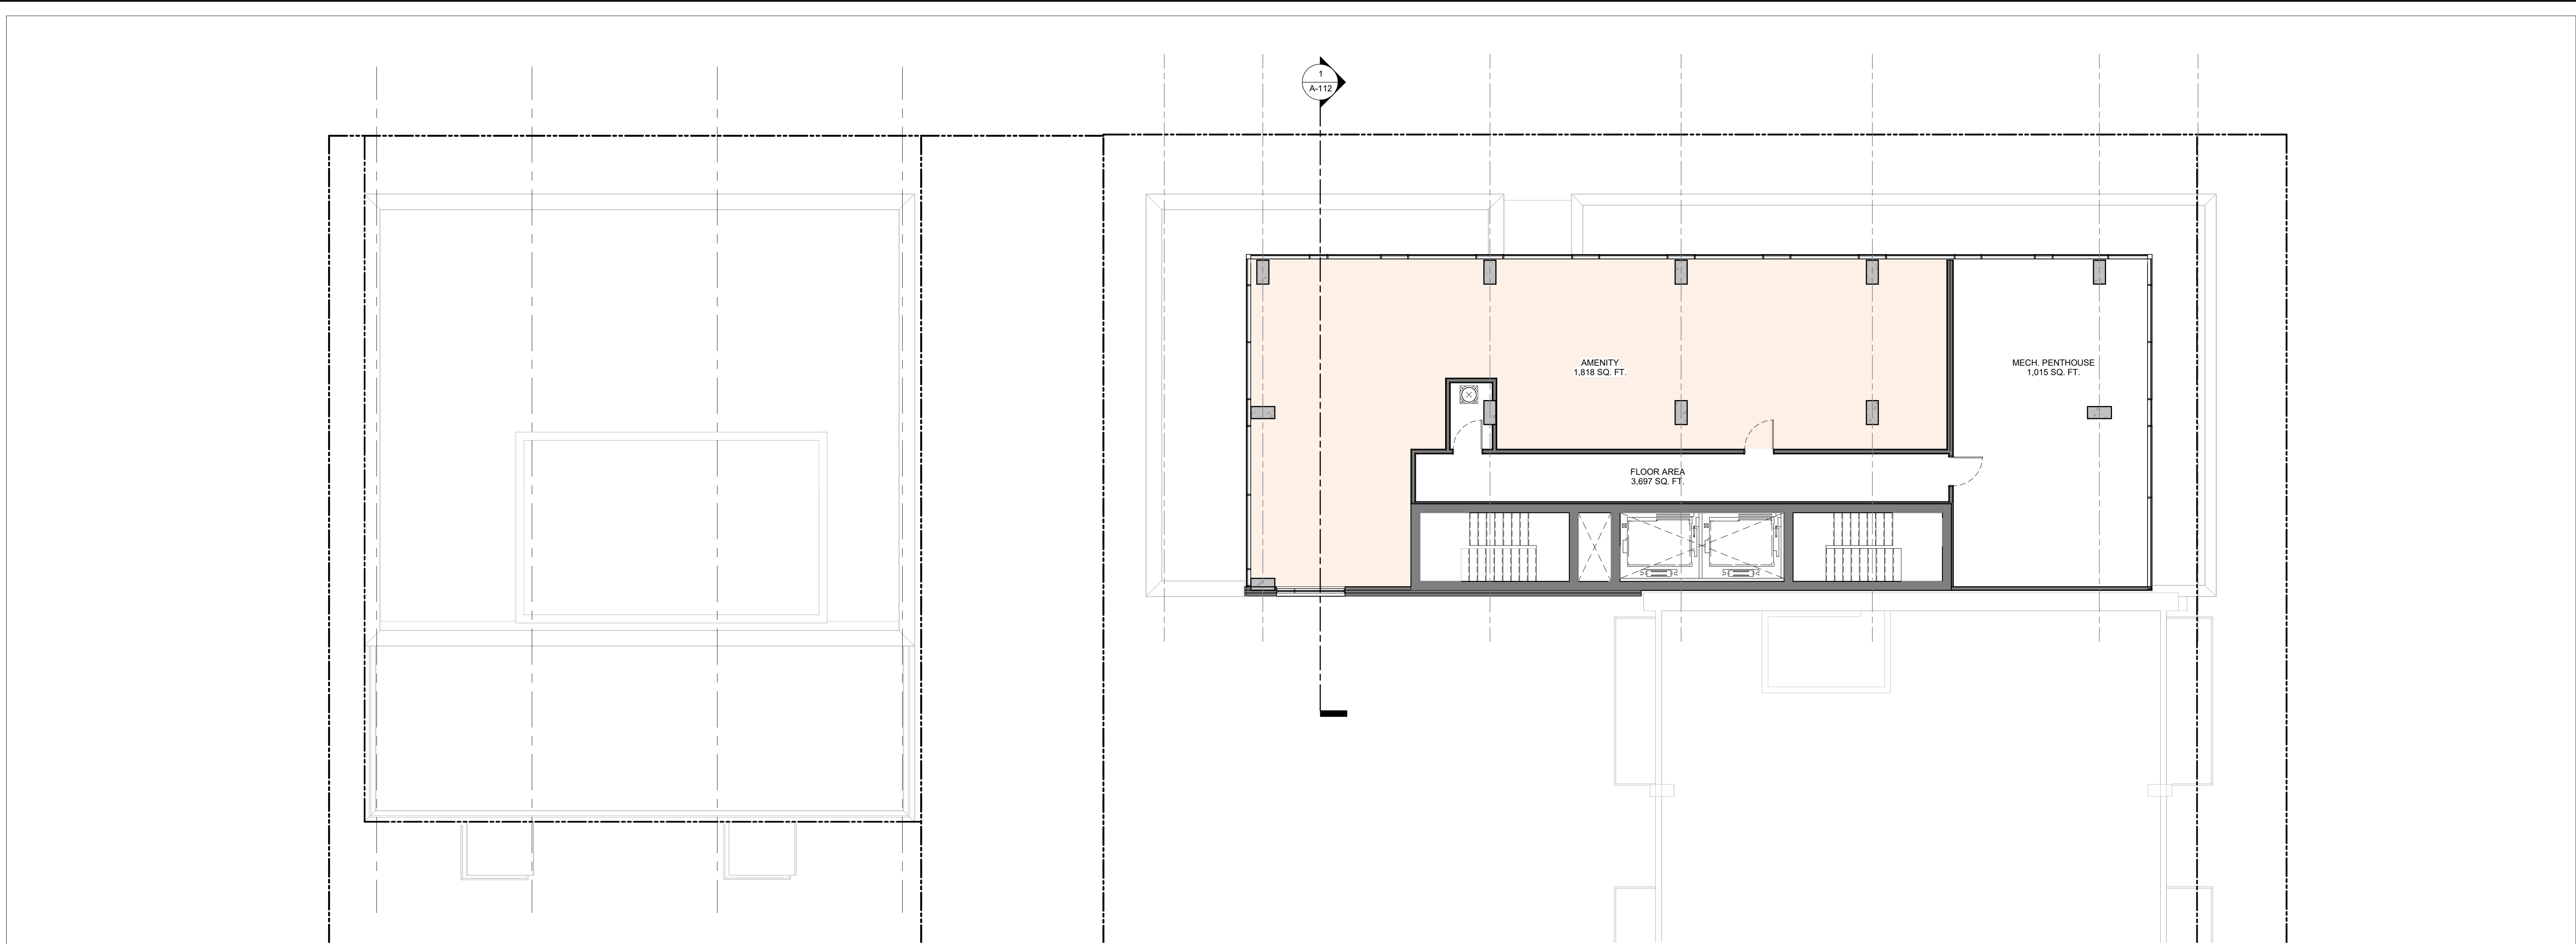 1
A-112
AMENITY
1,818 SQ. FT.
MECH. PENTHOUSE
1,015 SQ. FT.
FLOOR AREA
3,697 SQ. FT.